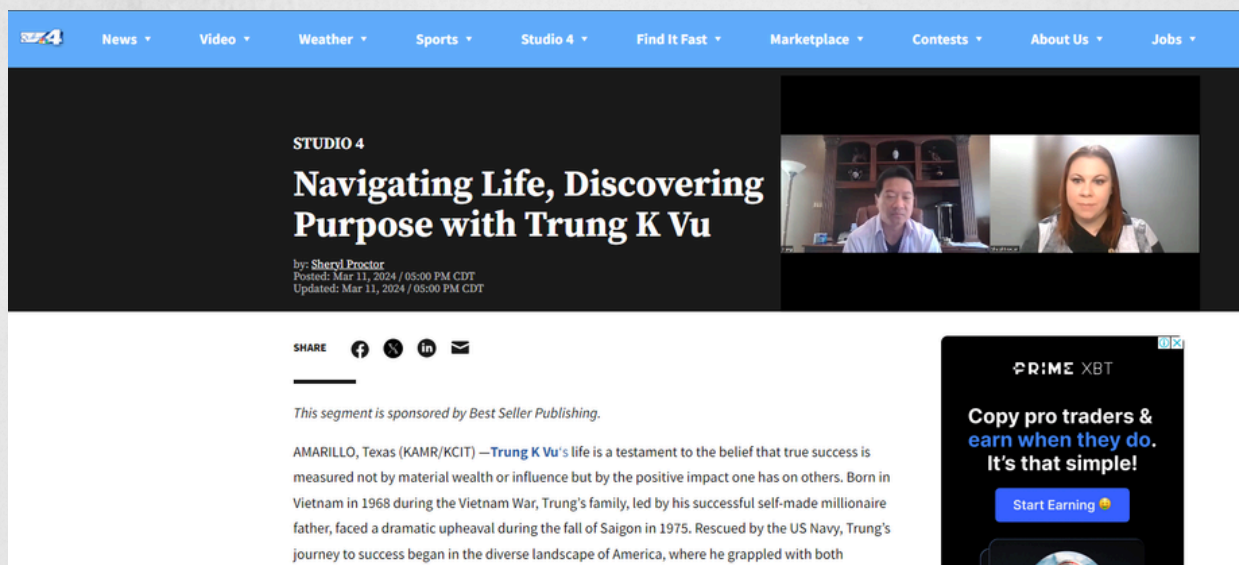 4
News Video Weather Sports Studio 4 Find It Fast Marketplace Contests About Us Jobs
STUDIO 4
Navigating Life, Discovering
Purpose with Trung K Vu
by: Sheryl Proctor
Posted: Mar 11, 2024 / 05:00 PM CDT
Updated: Mar 11, 2024 / 05:00 PM CDT
SHARE
This segment is sponsored by Best Seller Publishing.
AMARILLO, Texas (KAMR/KCIT) —Trung K Vu's life is a testament to the belief that true success is
measured not by material wealth or influence but by the positive impact one has on others. Born in
Vietnam in 1968 during the Vietnam War, Trung's family, led by his successful self-made millionaire
father, faced a dramatic upheaval during the fall of Saigon in 1975. Rescued by the US Navy, Trung's
journey to success began in the diverse landscape of America, where he grappled with both
PRIME XBT
Copy pro traders &
earn when they do.
It's that simple!
Start Earning